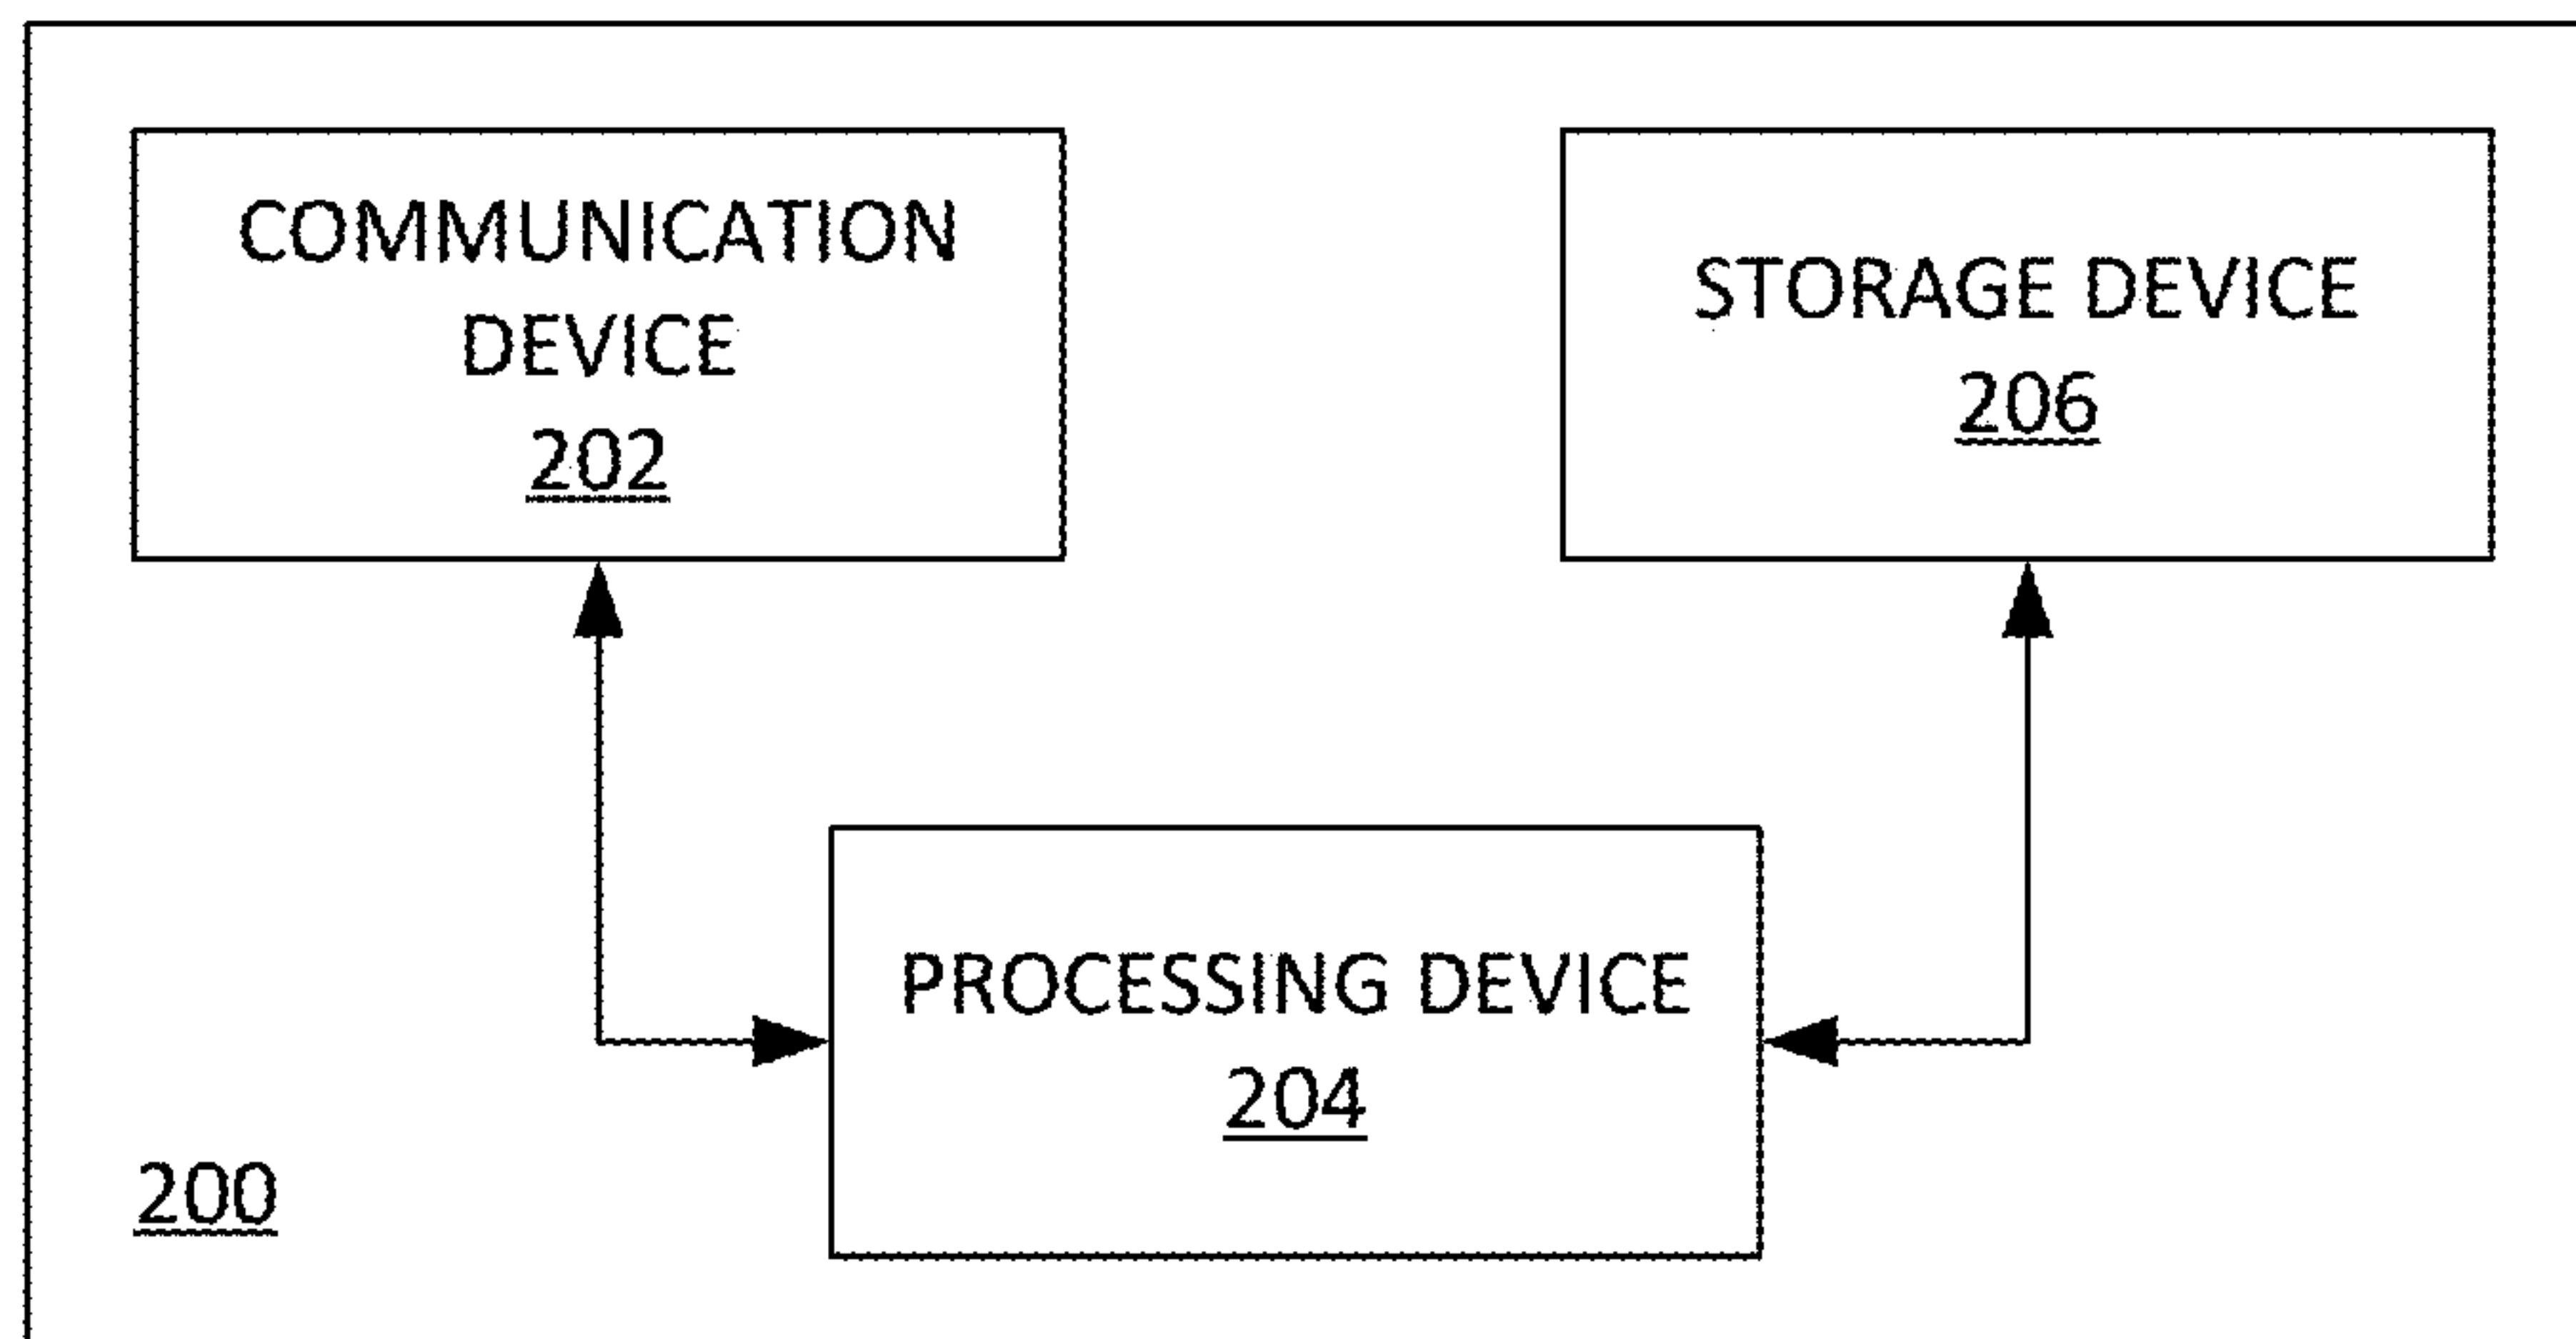 COMMUNICATION
DEVICE
202
STORAGE DEVICE
206
PROCESSING DEVICE
204
200